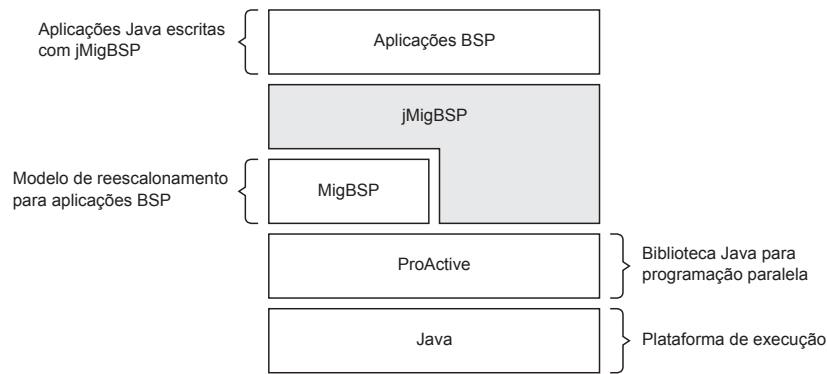 Aplicações Java escritas
com jMigBSP
Aplicações BSP
jMigBSP
Modelo de reescalonamento
para aplicações BSP
MigBSP
ProActive
Biblioteca Java para
programação paralela
Java
Plataforma de execução